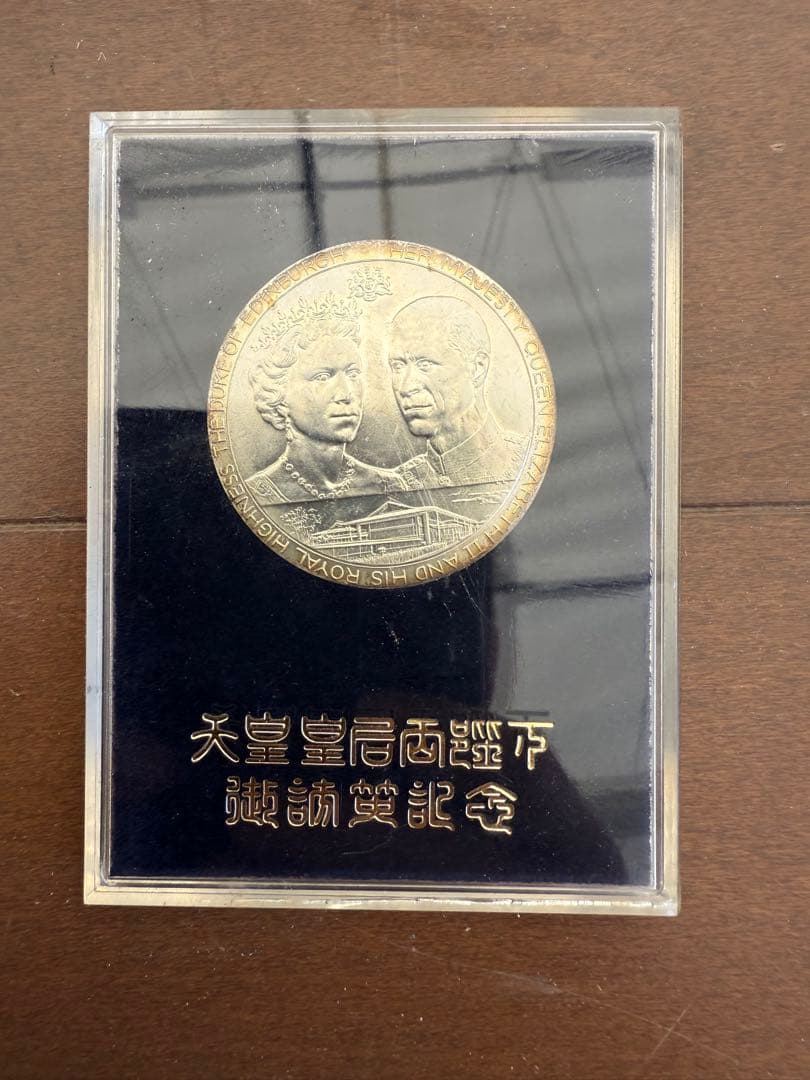 HER MAJESTY QUEEN ELIZABETH II AND HIS ROYAL HIGHNESS THE DUKE OF EDINBURGH
天皇皇后両陛下
御訪英記念